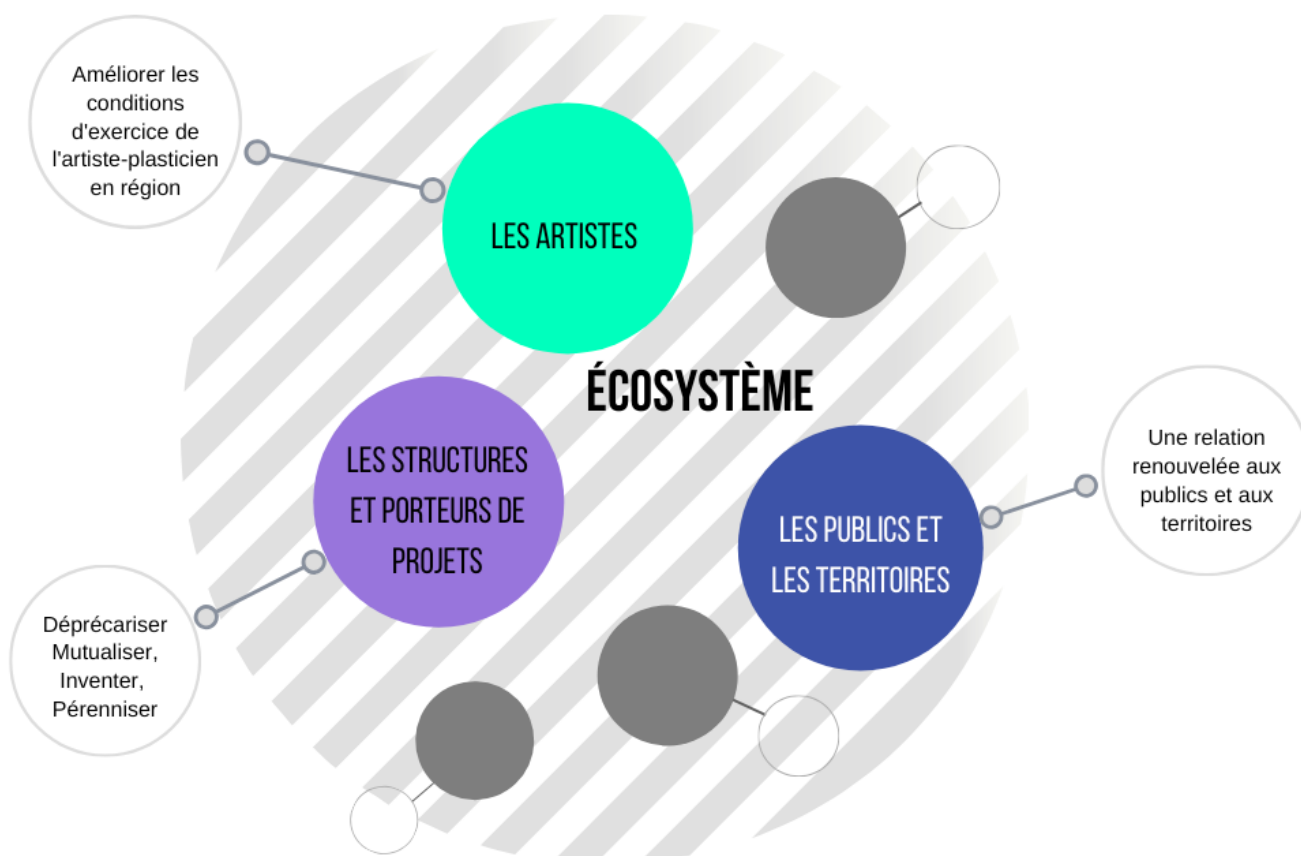 Améliorer les
conditions
d'exercice de
l'artiste-plasticien
en région
LES ARTISTES
ÉCOSYSTÈME
LES STRUCTURES
ET PORTEURS DE
PROJETS
LES PUBLICS ET
LES TERRITOIRES
Une relation
renouvelée aux
publics et aux
territoires
Déprécariser
Mutualiser,
Inventer,
Pérenniser